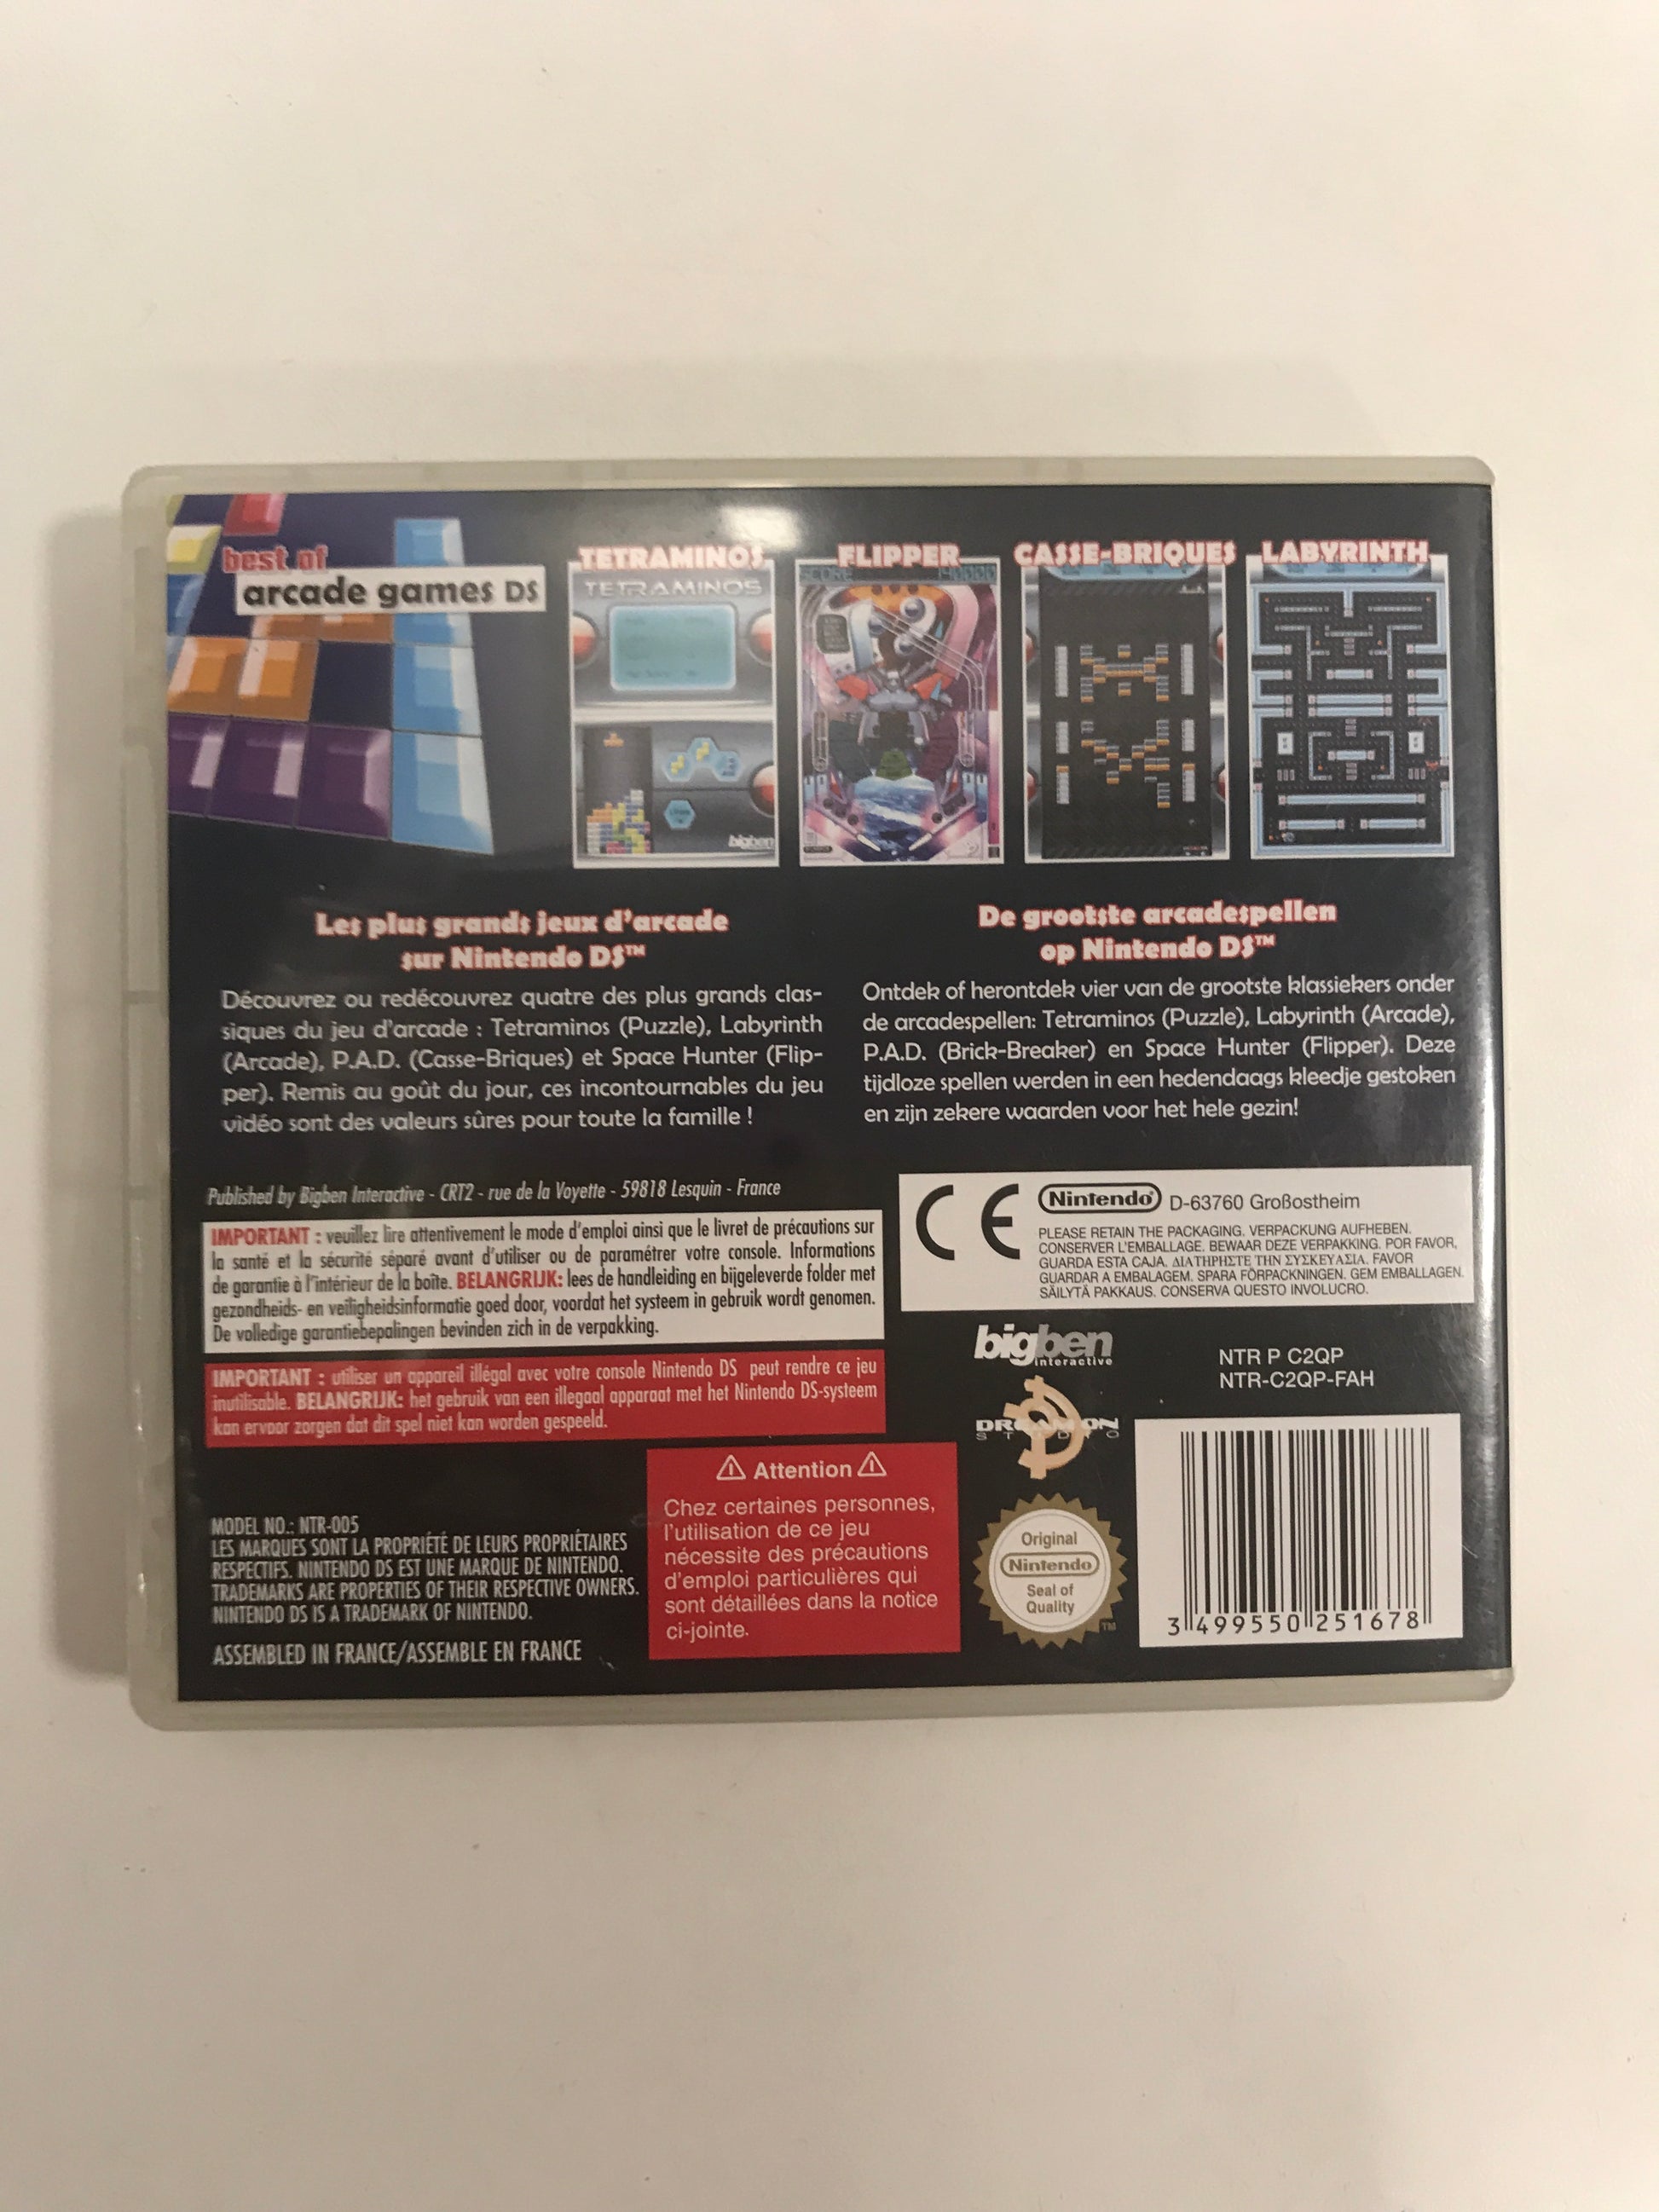 best of
arcade games DS
TETRAMINOS
FLIPPER
CASSE-BRIQUES
LABYRINTH
TETRAMINOS
SCORE
bigben
Les plus grands jeux d'arcade
sur Nintendo DS™
Découvrez ou redécouvrez quatre des plus grands clas-
siques du jeu d'arcade : Tetraminos (Puzzle), Labyrinth
(Arcade), P.A.D. (Casse-Briques) et Space Hunter (Flip-
per). Remis au goût du jour, ces incontournables du jeu
vidéo sont des valeurs sûres pour toute la famille !
De grootste arcadespellen
op Nintendo DS™
Ontdek of herontdek vier van de grootste klassiekers onder
de arcadespellen: Tetraminos (Puzzle), Labyrinth (Arcade),
P.A.D. (Brick-Breaker) en Space Hunter (Flipper). Deze
tijdloze spellen werden in een hedendaags kleedje gestoken
en zijn zekere waarden voor het hele gezin!
Published by Bigben Interactive - CRT2 - rue de la Voyette - 59818 Lesquin - France
IMPORTANT : veuillez lire attentivement le mode d'emploi ainsi que le livret de précautions sur
la santé et la sécurité séparé avant d'utiliser ou de paramétrer votre console. Informations
de garantie à l'intérieur de la boîte. BELANGRIJK: lees de handleiding en bijgeleverde folder met
gezondheids- en veiligheidsinformatie goed door, voordat het systeem in gebruik wordt genomen.
De volledige garantiebepalingen bevinden zich in de verpakking.
IMPORTANT : utiliser un appareil illégal avec votre console Nintendo DS peut rendre ce jeu
inutilisable. BELANGRIJK: het gebruik van een illegaal apparaat met het Nintendo DS-systeem
kan ervoor zorgen dat dit spel niet kan worden gespeeld.
CE
Nintendo D-63760 Großostheim
PLEASE RETAIN THE PACKAGING. VERPACKUNG AUFHEBEN.
CONSERVER L'EMBALLAGE. BEWAAR DEZE VERPAKKING. POR FAVOR,
GUARDA ESTA CAJA. ΔΙΑΤΗΡΗΣΤΕ ΤΗΝ ΣΥΣΚΕΥΑΣΙΑ. FAVOR
GUARDAR A EMBALAGEM. SPARA FÖRPACKNINGEN. GEM EMBALLAGEN.
SÄILYTÄ PAKKAUS. CONSERVA QUESTO INVOLUCRO.
bigben
interactive
DREAM ON
STUDIO
NTR P C2QP
NTR-C2QP-FAH
MODEL NO.: NTR-005
LES MARQUES SONT LA PROPRIÉTÉ DE LEURS PROPRIÉTAIRES
RESPECTIFS. NINTENDO DS EST UNE MARQUE DE NINTENDO.
TRADEMARKS ARE PROPERTIES OF THEIR RESPECTIVE OWNERS.
NINTENDO DS IS A TRADEMARK OF NINTENDO.
ASSEMBLED IN FRANCE/ASSEMBLE EN FRANCE
⚠ Attention ⚠
Chez certaines personnes,
l'utilisation de ce jeu
nécessite des précautions
d'emploi particulières qui
sont détaillées dans la notice
ci-jointe.
Original
Nintendo
Seal of
Quality
TM
3 499550 251678